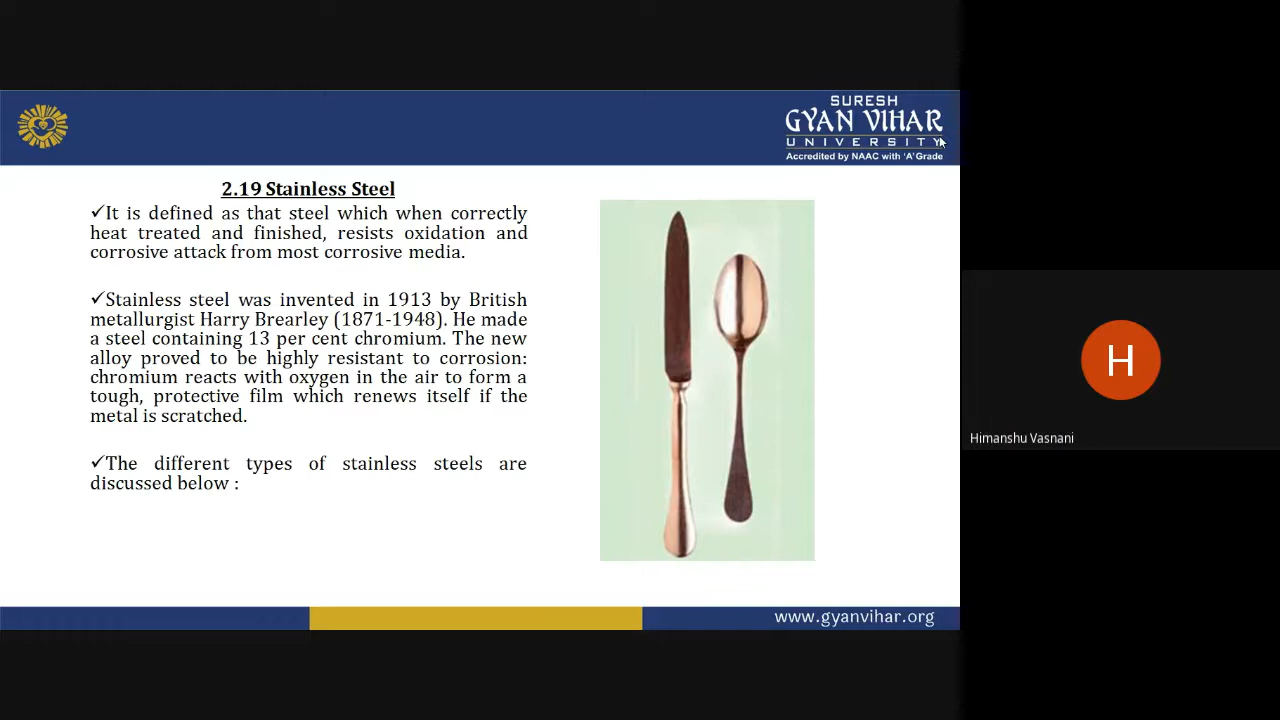 SURESH
GYAN VIHAR
UNIVERSITY
Accredited by NAAC with 'A' Grade
2.19 Stainless Steel
✓It is defined as that steel which when correctly
heat treated and finished, resists oxidation and
corrosive attack from most corrosive media.
✓Stainless steel was invented in 1913 by British
metallurgist Harry Brearley (1871-1948). He made
a steel containing 13 per cent chromium. The new
alloy proved to be highly resistant to corrosion:
chromium reacts with oxygen in the air to form a
tough, protective film which renews itself if the
metal is scratched.
✓The different types of stainless steels are
discussed below :
www.gyanvihar.org
H
Himanshu Vasnani